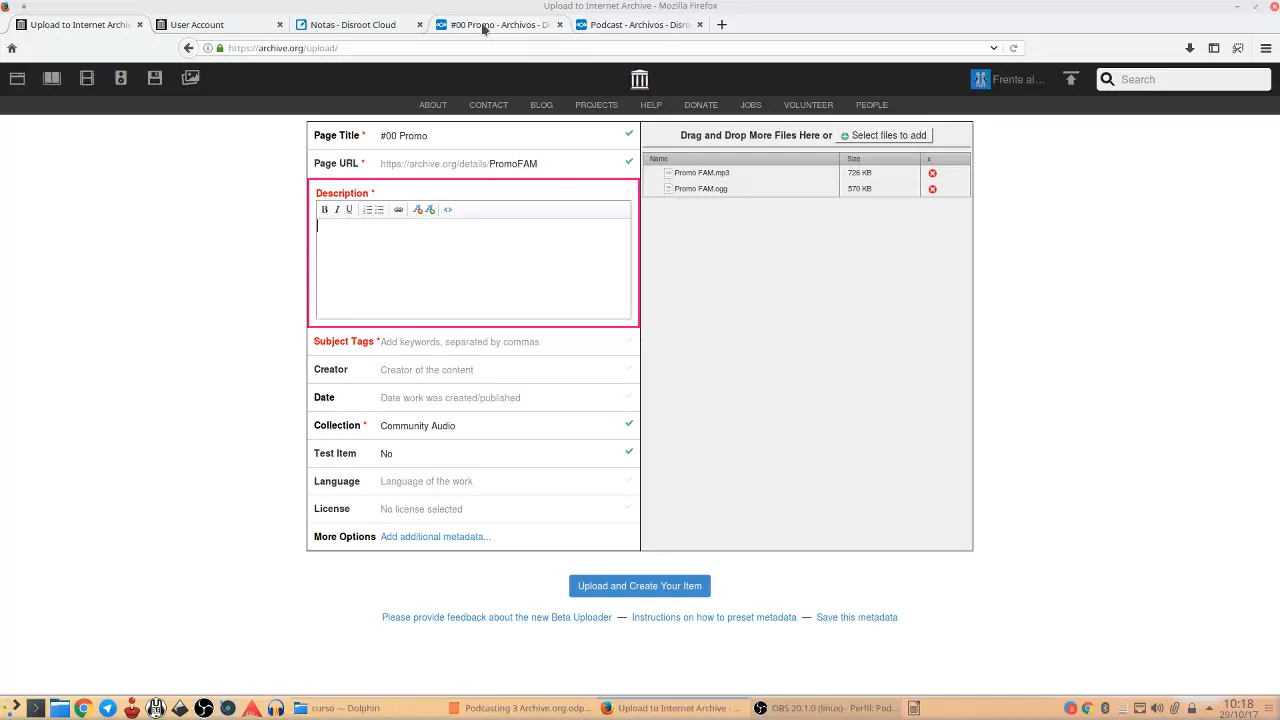 Upload to Internet Archive - Mozilla Firefox
Upload to Internet Archive
User Account
Notas - Disroot Cloud
#00 Promo - Archivos - D
Podcast - Archivos - Disro
https://archive.org/upload/
Frente al...
Search
ABOUT CONTACT BLOG PROJECTS HELP DONATE JOBS VOLUNTEER PEOPLE
Page Title * #00 Promo
Page URL * https://archive.org/details/PromoFAM
Description *
B I U
Subject Tags * Add keywords, separated by commas
Creator Creator of the content
Date Date work was created/published
Collection * Community Audio
Test Item No
Language Language of the work
License No license selected
More Options Add additional metadata...
Drag and Drop More Files Here or Select files to add
Name Size x
Promo FAM.mp3 726 KB
Promo FAM.ogg 570 KB
Upload and Create Your Item
Please provide feedback about the new Beta Uploader — Instructions on how to preset metadata — Save this metadata
curso — Dolphin
Podcasting 3 Archive.org.odp...
Upload to Internet Archive - ...
OBS 20.1.0 (linux) - Perfil: Pod...
10:18
29/10/17